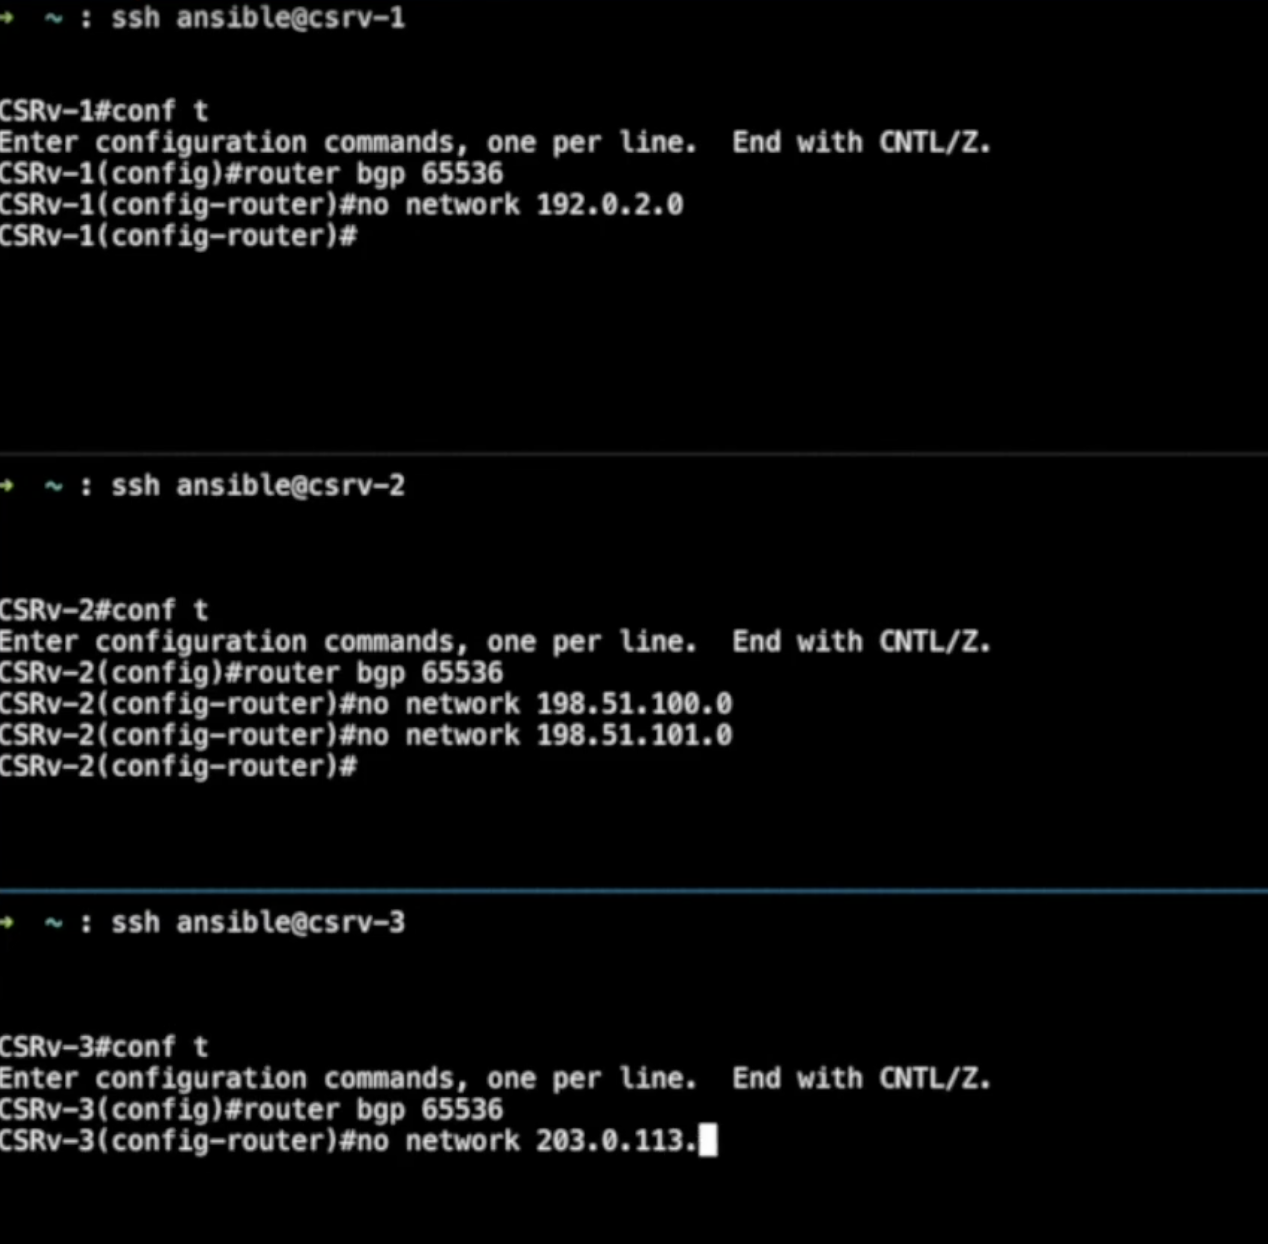 ➜ ~ : ssh ansible@csrv-1
CSRv-1#conf t
Enter configuration commands, one per line.  End with CNTL/Z.
CSRv-1(config)#router bgp 65536
CSRv-1(config-router)#no network 192.0.2.0
CSRv-1(config-router)#
➜ ~ : ssh ansible@csrv-2
CSRv-2#conf t
Enter configuration commands, one per line.  End with CNTL/Z.
CSRv-2(config)#router bgp 65536
CSRv-2(config-router)#no network 198.51.100.0
CSRv-2(config-router)#no network 198.51.101.0
CSRv-2(config-router)#
➜ ~ : ssh ansible@csrv-3
CSRv-3#conf t
Enter configuration commands, one per line.  End with CNTL/Z.
CSRv-3(config)#router bgp 65536
CSRv-3(config-router)#no network 203.0.113.